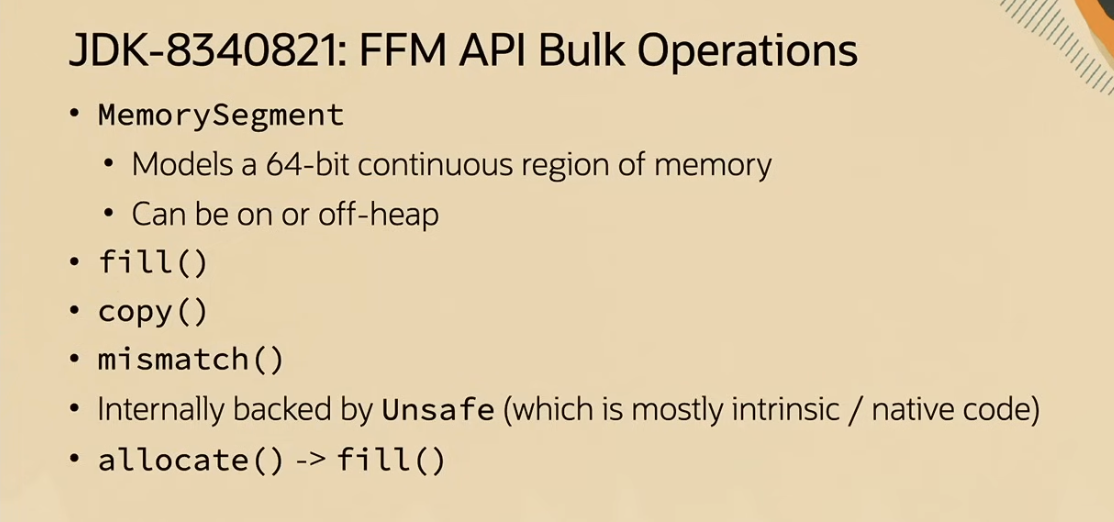 JDK-8340821: FFM API Bulk Operations
• MemorySegment
• Models a 64-bit continuous region of memory
• Can be on or off-heap
• fill()
• copy()
• mismatch()
• Internally backed by Unsafe (which is mostly intrinsic / native code)
• allocate() -> fill()